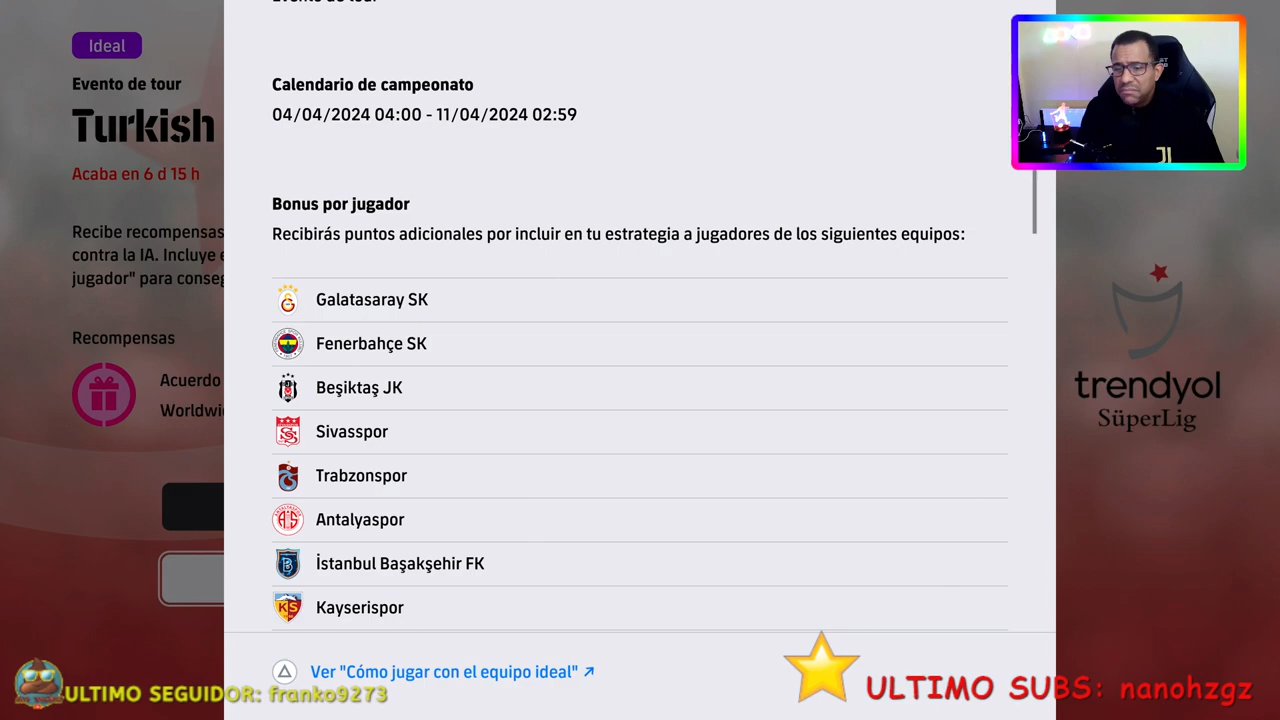 Ideal
Evento de tour
Turkish
Acaba en 6 d 15 h
Recibe recompensas
contra la IA. Incluye
jugador" para conseg
Recompensas
Acuerdo
Worldwi
Calendario de campeonato
04/04/2024 04:00 - 11/04/2024 02:59
Bonus por jugador
Recibirás puntos adicionales por incluir en tu estrategia a jugadores de los siguientes equipos:
Galatasaray SK
Fenerbahçe SK
Beşiktaş JK
Sivasspor
Trabzonspor
Antalyaspor
İstanbul Başakşehir FK
Kayserispor
Ver "Cómo jugar con el equipo ideal"
trendyol
SüperLig
ULTIMO SEGUIDOR: franko9273
ULTIMO SUBS: nanohzgz